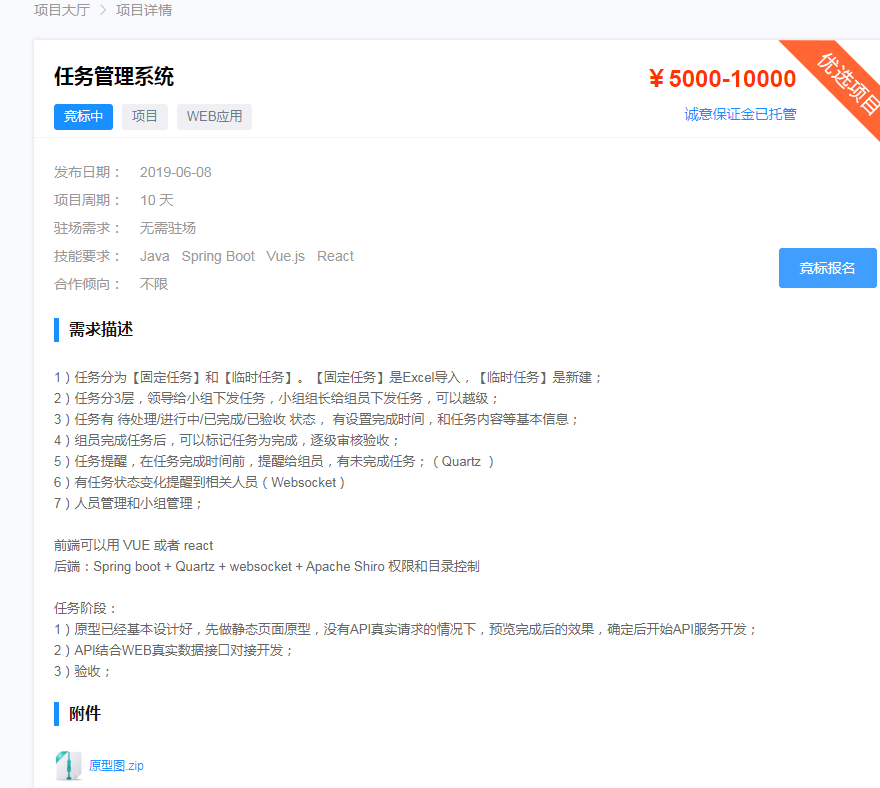 项目大厅 > 项目详情
优选项目
任务管理系统
¥ 5000-10000
竞标中 项目 WEB应用
诚意保证金已托管
发布日期： 2019-06-08
项目周期： 10 天
驻场需求： 无需驻场
技能要求： Java Spring Boot Vue.js React
合作倾向： 不限
竞标报名
需求描述
1）任务分为【固定任务】和【临时任务】。【固定任务】是Excel导入，【临时任务】是新建；
2）任务分3层，领导给小组下发任务，小组组长给组员下发任务，可以越级；
3）任务有 待处理/进行中/已完成/已验收 状态， 有设置完成时间，和任务内容等基本信息；
4）组员完成任务后，可以标记任务为完成，逐级审核验收；
5）任务提醒，在任务完成时间前，提醒给组员，有未完成任务；（Quartz ）
6）有任务状态变化提醒到相关人员（Websocket）
7）人员管理和小组管理；
前端可以用 VUE 或者 react
后端：Spring boot + Quartz + websocket + Apache Shiro 权限和目录控制
任务阶段：
1）原型已经基本设计好，先做静态页面原型，没有API真实请求的情况下，预览完成后的效果，确定后开始API服务开发；
2）API结合WEB真实数据接口对接开发；
3）验收；
附件
原型图.zip